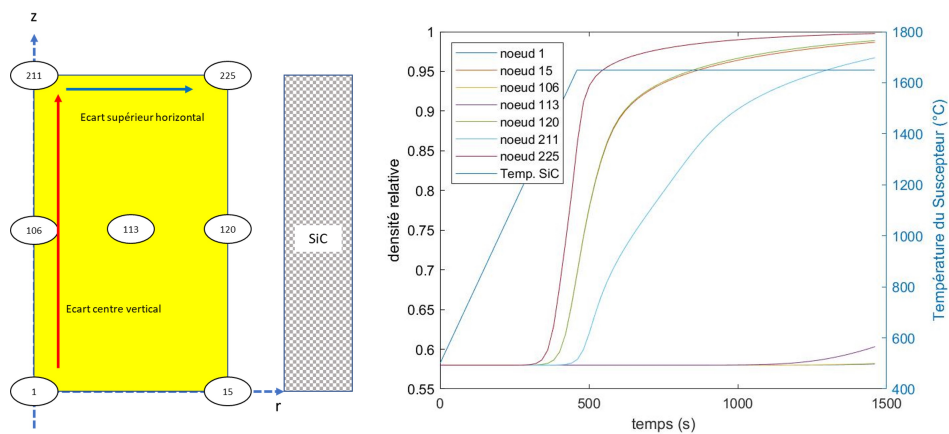 z
211
225
Ecart supérieur horizontal
106
113
120
SiC
Ecart centre vertical
1
15
r
1
0.95
0.9
0.85
0.8
0.75
0.7
0.65
0.6
0.55
densité relative
noeud 1
noeud 15
noeud 106
noeud 113
noeud 120
noeud 211
noeud 225
Temp. SiC
1800
1600
1400
1200
1000
800
600
400
Température du Suscepteur (°C)
0
500
1000
1500
temps (s)